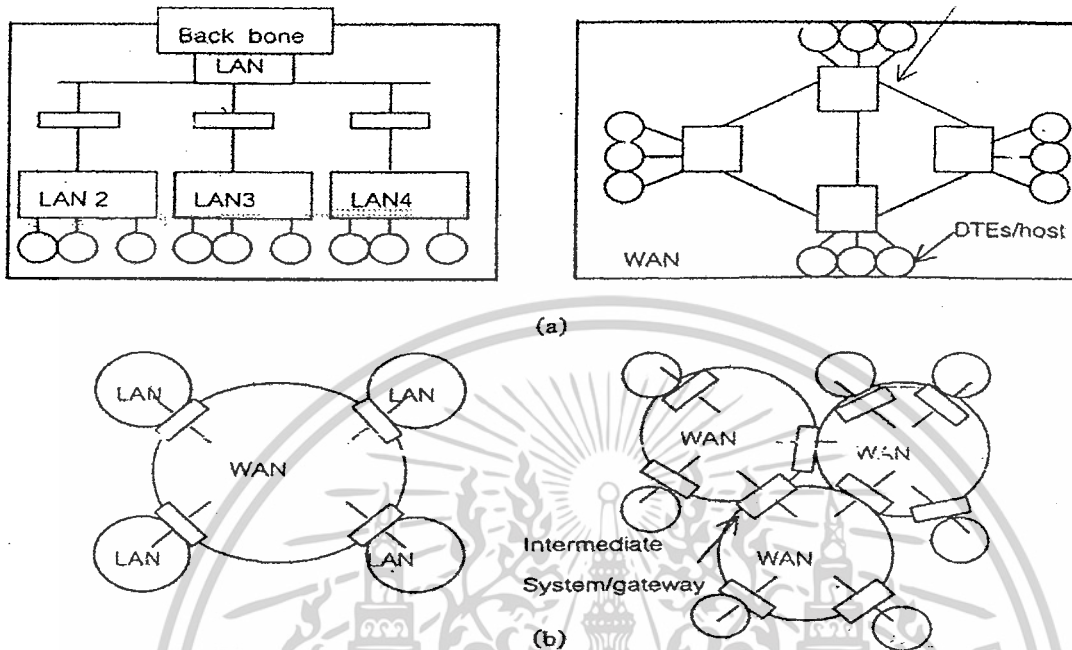 Back bone
LAN
LAN 2
LAN3
LAN4
WAN
DTEs/host
(a)
LAN
LAN
WAN
LAN
LAN
WAN
WAN
WAN
Intermediate
System/gateway
(b)